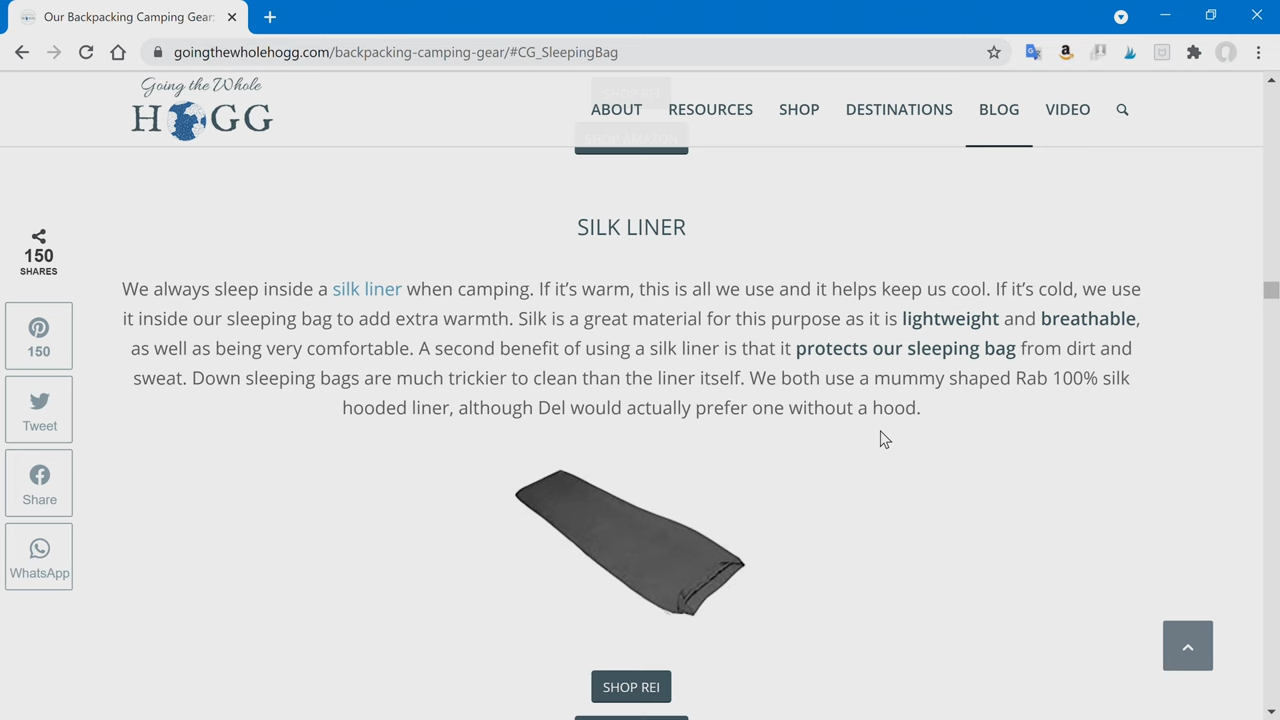 Our Backpacking Camping Gear:
goingthewholehogg.com/backpacking-camping-gear/#CG_SleepingBag
Going the Whole
HOGG
SHOP REI
ABOUT RESOURCES SHOP DESTINATIONS BLOG VIDEO
SHOP AMAZON
SILK LINER
150
SHARES
We always sleep inside a silk liner when camping. If it’s warm, this is all we use and it helps keep us cool. If it’s cold, we use
it inside our sleeping bag to add extra warmth. Silk is a great material for this purpose as it is lightweight and breathable,
as well as being very comfortable. A second benefit of using a silk liner is that it protects our sleeping bag from dirt and
sweat. Down sleeping bags are much trickier to clean than the liner itself. We both use a mummy shaped Rab 100% silk
hooded liner, although Del would actually prefer one without a hood.
150
Tweet
Share
WhatsApp
SHOP REI